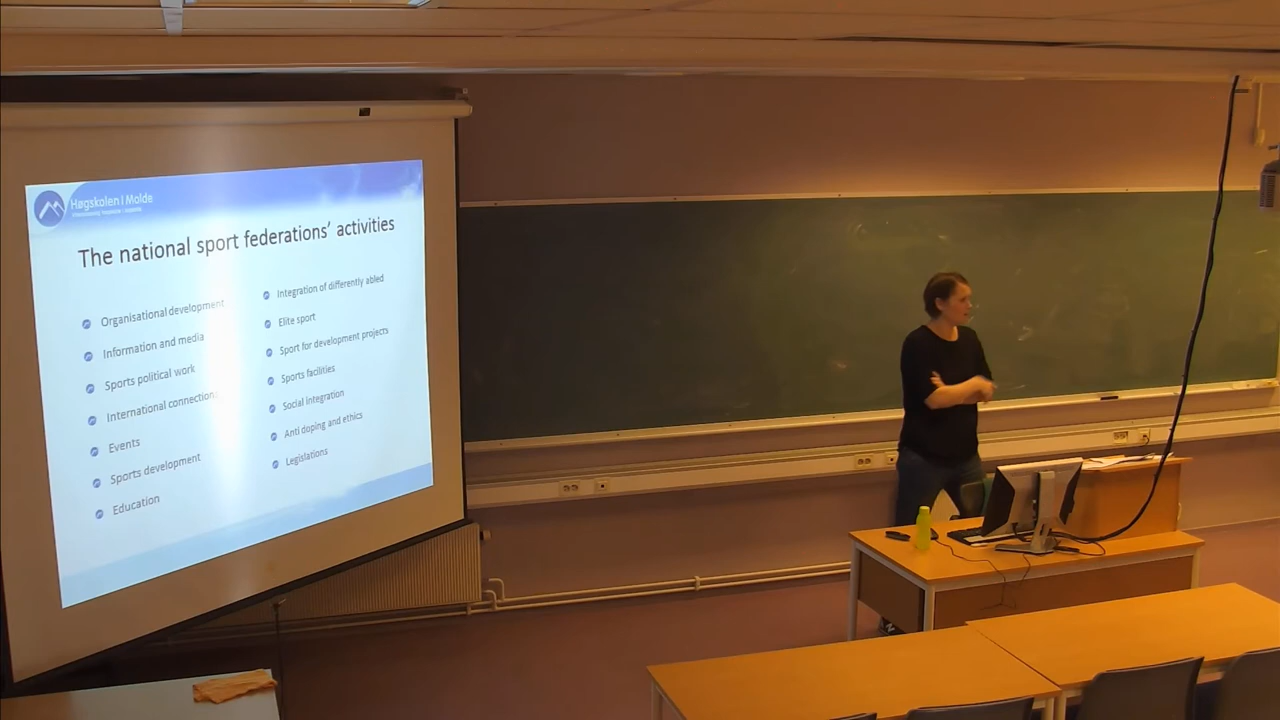 Høgskolen i Molde
The national sport federations' activities
Organisational development
Information and media
Sports political work
International connections
Events
Sports development
Education
Integration of differently abled
Elite sport
Sport for development projects
Sports facilities
Social integration
Anti doping and ethics
Legislations